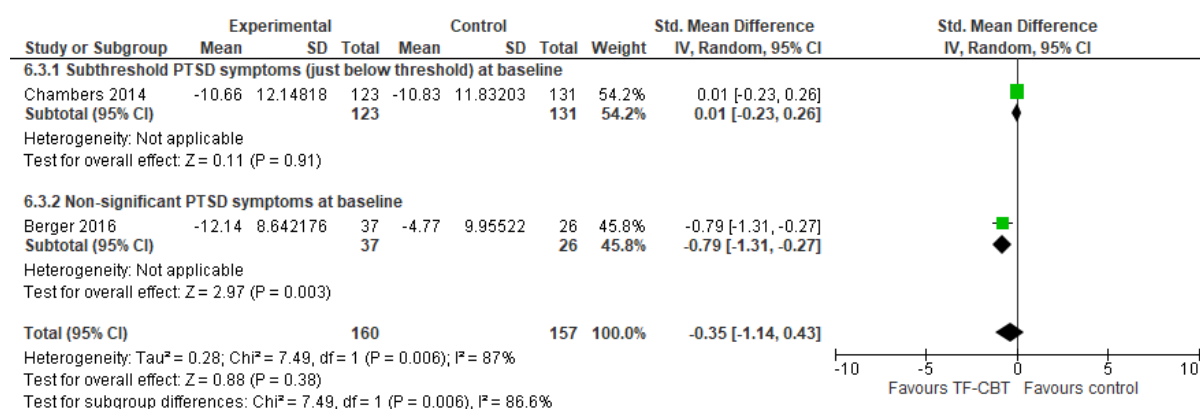 Experimental Control Std. Mean Difference Std. Mean Difference
Study or Subgroup Mean SD Total Mean SD Total Weight IV, Random, 95% CI IV, Random, 95% CI
6.3.1 Subthreshold PTSD symptoms (just below threshold) at baseline
Chambers 2014 -10.66 12.14818 123 -10.83 11.83203 131 54.2% 0.01 [-0.23, 0.26]
Subtotal (95% CI) 123 131 54.2% 0.01 [-0.23, 0.26]
Heterogeneity: Not applicable
Test for overall effect: Z = 0.11 (P = 0.91)
6.3.2 Non-significant PTSD symptoms at baseline
Berger 2016 -12.14 8.642176 37 -4.77 9.95522 26 45.8% -0.79 [-1.31, -0.27]
Subtotal (95% CI) 37 26 45.8% -0.79 [-1.31, -0.27]
Heterogeneity: Not applicable
Test for overall effect: Z = 2.97 (P = 0.003)
Total (95% CI) 160 157 100.0% -0.35 [-1.14, 0.43]
Heterogeneity: Tau² = 0.28; Chi² = 7.49, df = 1 (P = 0.006); I² = 87%
Test for overall effect: Z = 0.88 (P = 0.38)
Test for subgroup differences: Chi² = 7.49, df = 1 (P = 0.006), I² = 86.6%
-10 -5 0 5 10
Favours TF-CBT Favours control